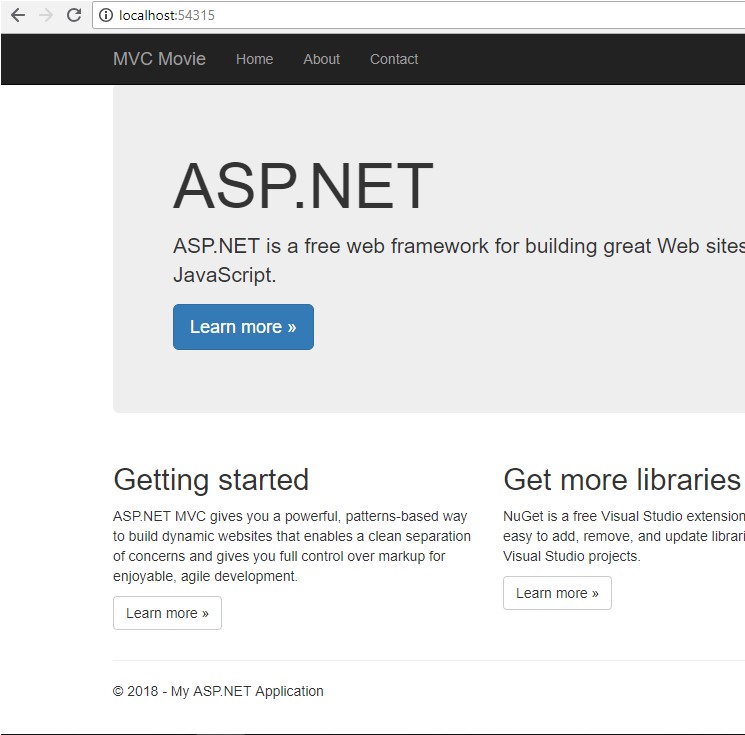 localhost:54315
MVC Movie Home About Contact
ASP.NET
ASP.NET is a free web framework for building great Web sites
JavaScript.
Learn more »
Getting started
ASP.NET MVC gives you a powerful, patterns-based way
to build dynamic websites that enables a clean separation
of concerns and gives you full control over markup for
enjoyable, agile development.
Learn more »
Get more libraries
NuGet is a free Visual Studio extension
easy to add, remove, and update librari
Visual Studio projects.
Learn more »
© 2018 - My ASP.NET Application